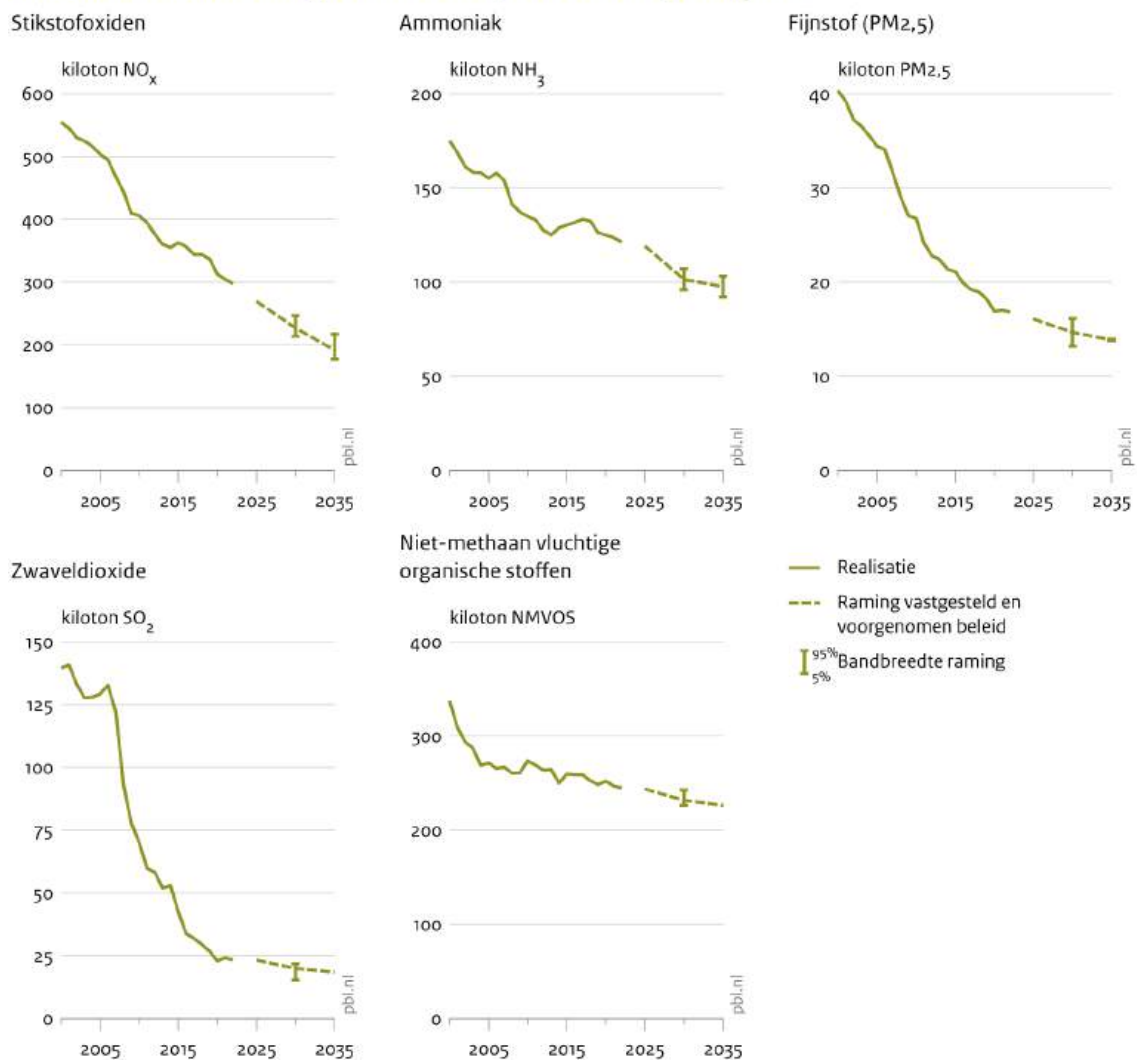 Stikstofoxiden
kiloton NOx
600
500
400
300
200
100
0
2005 2015 2025 2035
pbl.nl
Ammoniak
kiloton NH3
200
150
100
50
0
2005 2015 2025 2035
pbl.nl
Fijnstof (PM2,5)
kiloton PM2,5
40
30
20
10
0
2005 2015 2025 2035
pbl.nl
Zwaveldioxide
kiloton SO2
150
125
100
75
50
25
0
2005 2015 2025 2035
pbl.nl
Niet-methaan vluchtige
organische stoffen
kiloton NMVOS
400
300
200
100
0
2005 2015 2025 2035
pbl.nl
Realisatie
Raming vastgesteld en
voorgenomen beleid
95%
5%
Bandbreedte raming